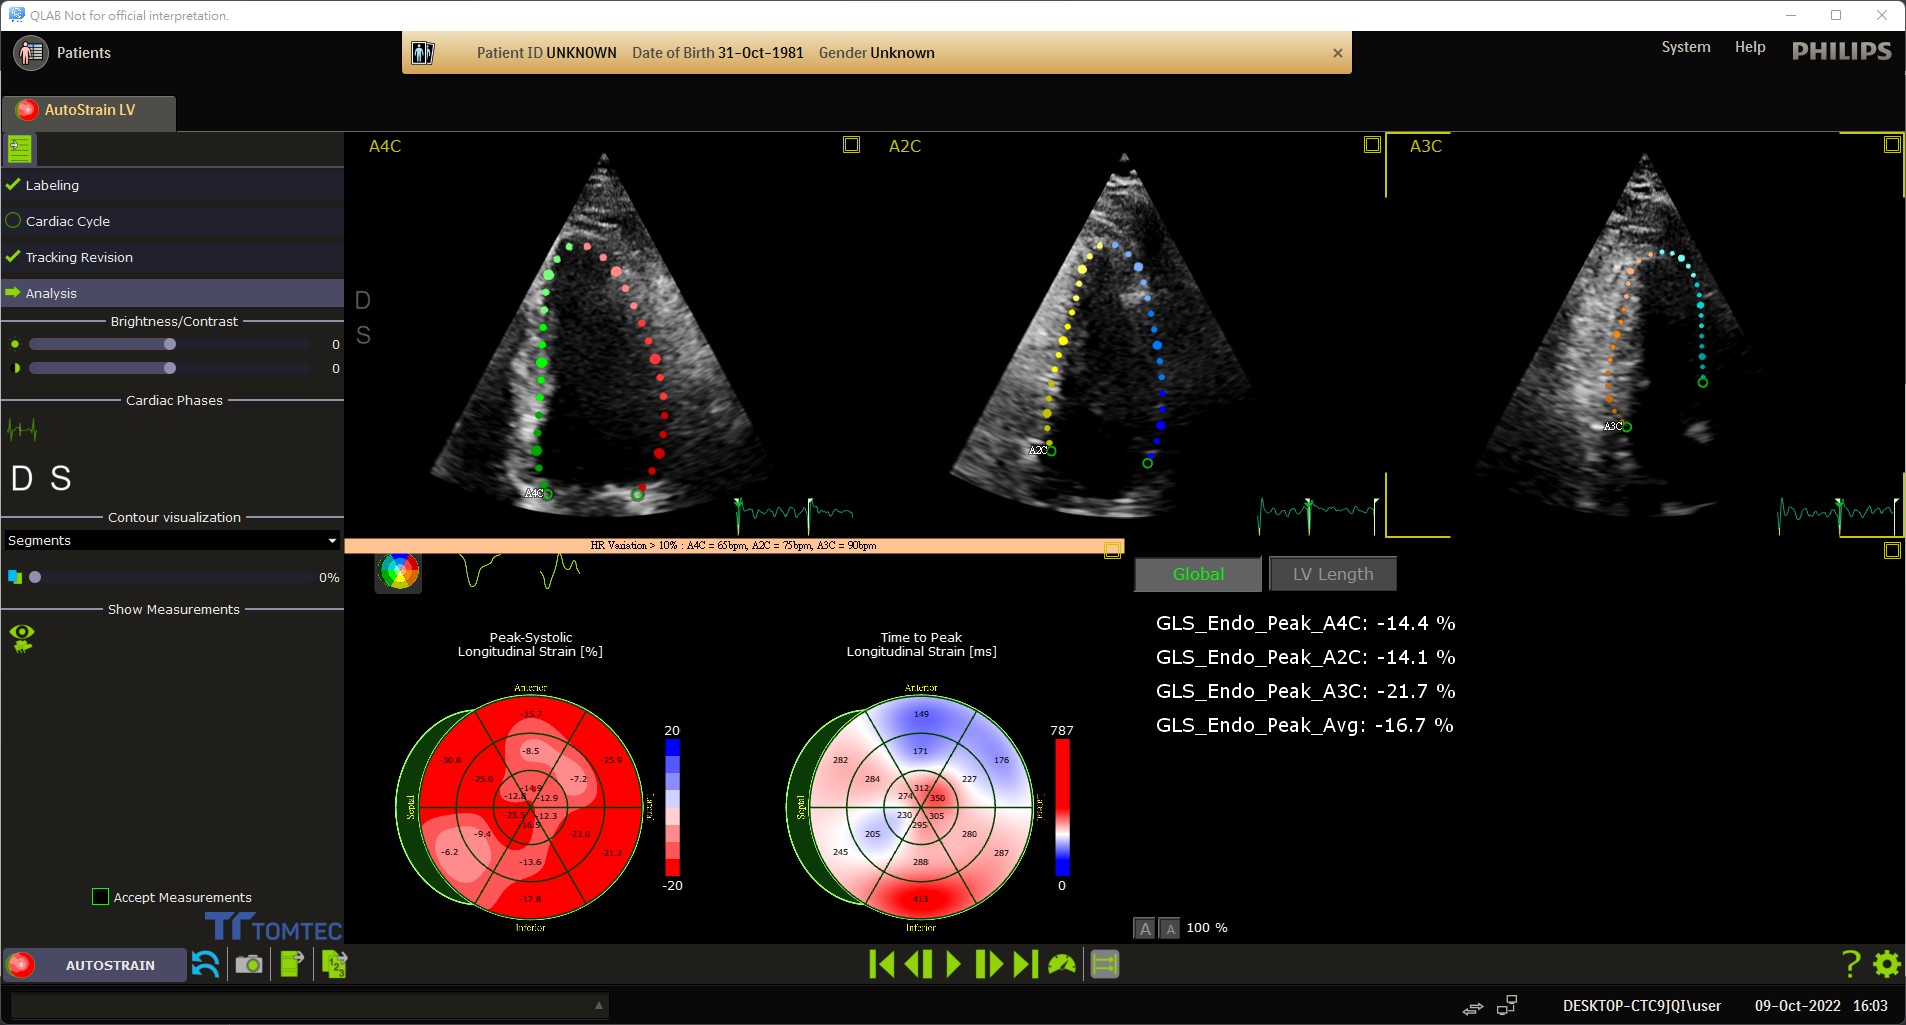 QLAB Not for official interpretation.
Patients
Patient ID UNKNOWN Date of Birth 31-Oct-1981 Gender Unknown
System Help PHILIPS
AutoStrain LV
Labeling
Cardiac Cycle
Tracking Revision
Analysis
Brightness/Contrast
0
0
Cardiac Phases
D S
Contour visualization
Segments
0%
Show Measurements
Accept Measurements
TOMTEC
A4C
D
S
A4C
A2C
A2C
A3C
A3C
HR Variation > 10% : A4C = 65bpm, A2C = 75bpm, A3C = 90bpm
Peak-Systolic
Longitudinal Strain [%]
Anterior
-15.7
-8.5
-30.8
-25.9
-25.0
-7.2
-14.9
-12.8
-12.9
Septal
Lateral
-25.5
-12.3
-16.5
-9.4
-23.0
-6.2
-21.2
-13.6
-17.8
Inferior
20
-20
Time to Peak
Longitudinal Strain [ms]
Anterior
149
171
282
176
284
227
312
274
350
Septal
Lateral
230
305
295
205
280
245
287
288
413
Inferior
787
0
Global LV Length
GLS_Endo_Peak_A4C: -14.4 %
GLS_Endo_Peak_A2C: -14.1 %
GLS_Endo_Peak_A3C: -21.7 %
GLS_Endo_Peak_Avg: -16.7 %
A A 100 %
AUTOSTRAIN
DESKTOP-CTC9JQI\user 09-Oct-2022 16:03